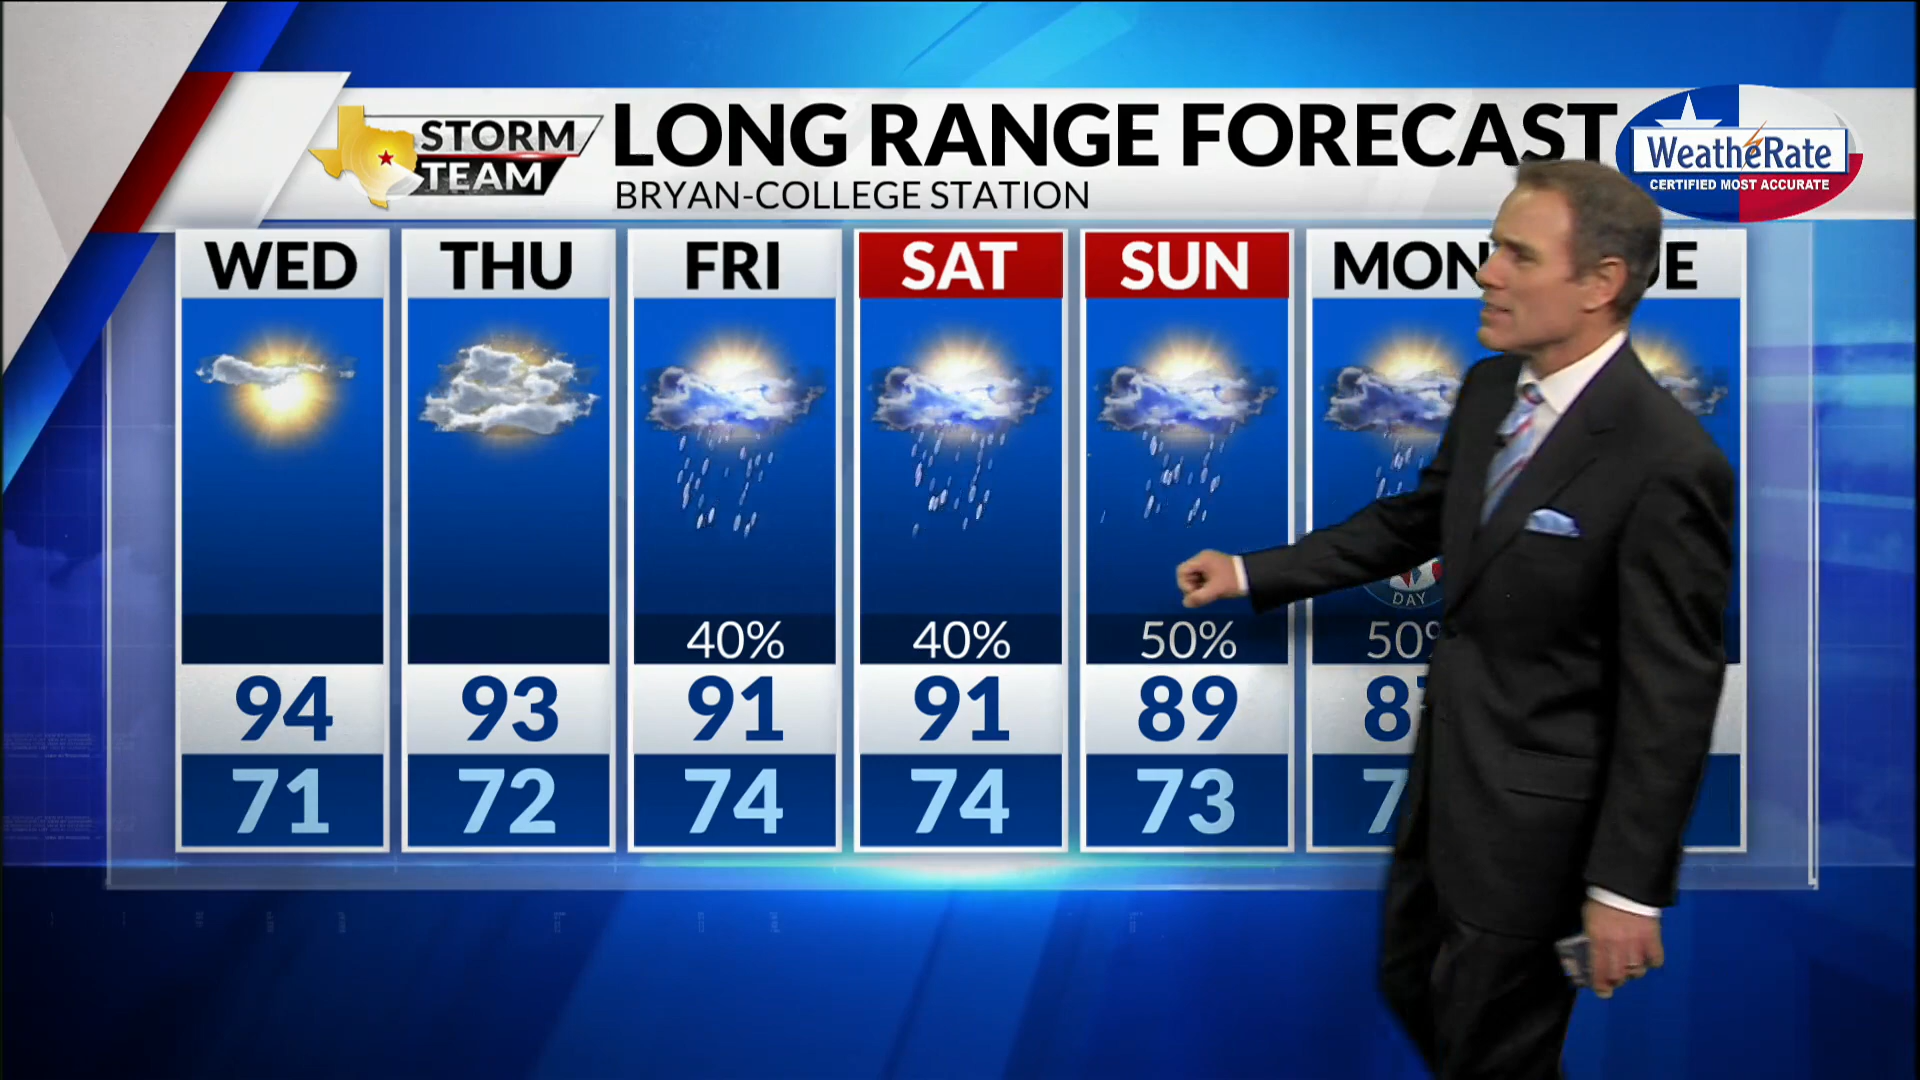 STORM
TEAM
LONG RANGE FORECAST
BRYAN-COLLEGE STATION
WeatheRate
CERTIFIED MOST ACCURATE
WED THU FRI SAT SUN MON
DAY
40% 40% 50%
94 93 91 91 89
71 72 74 74 73